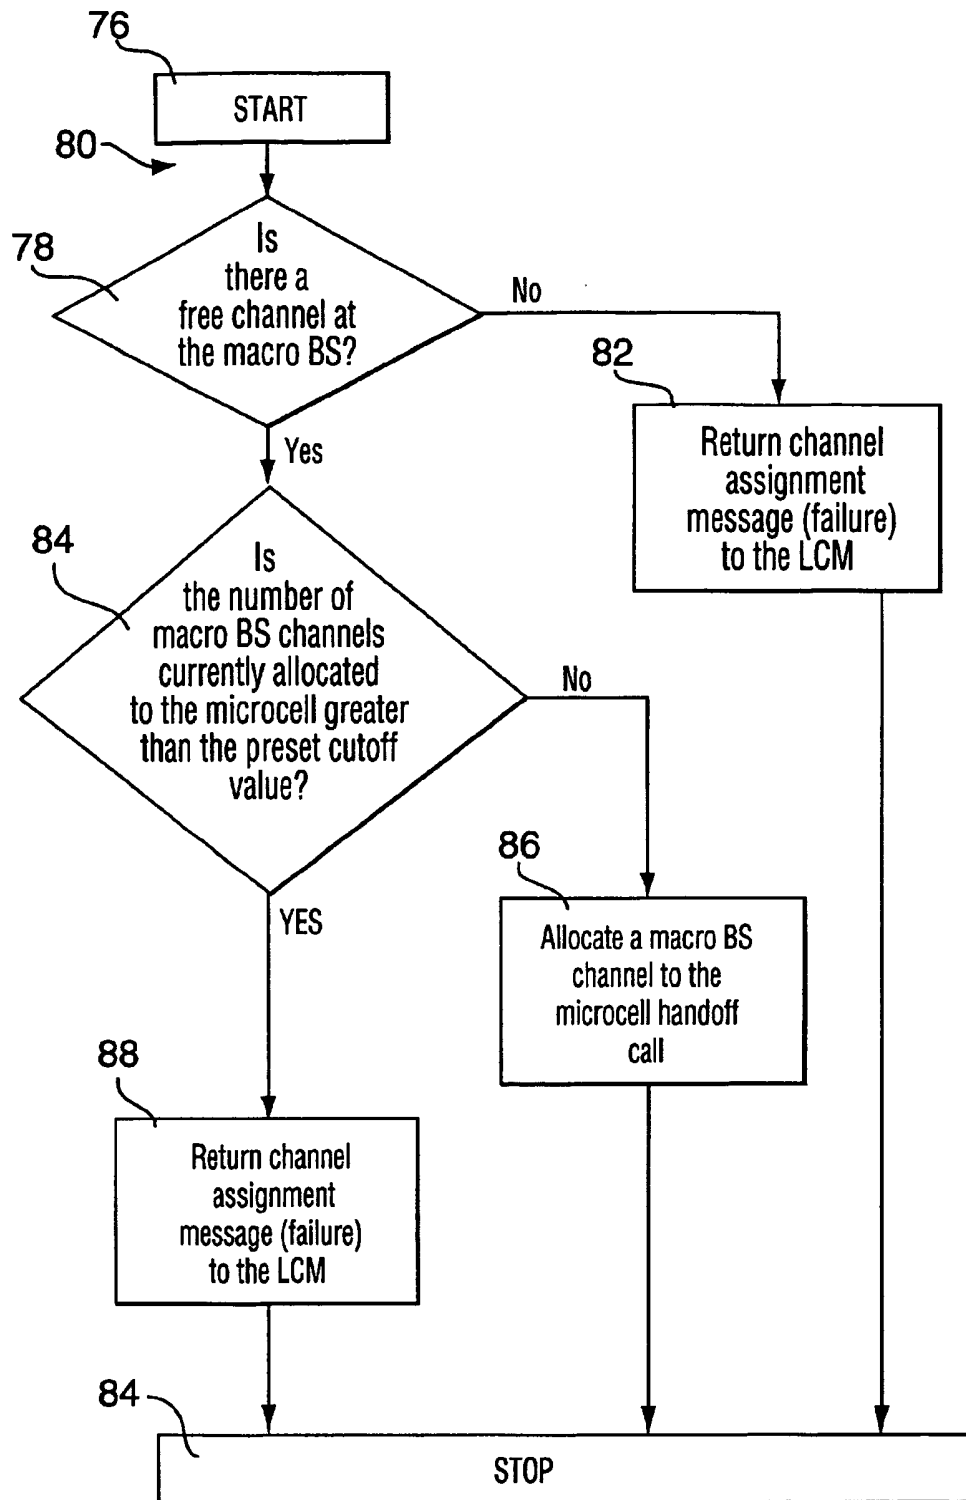 76
START
80
78
Is
there a
free channel at
the macro BS?
No
82
Return channel
assignment
message (failure)
to the LCM
Yes
84
Is
the number of
macro BS channels
currently allocated
to the microcell greater
than the preset cutoff
value?
No
86
Allocate a macro BS
channel to the
microcell handoff
call
YES
88
Return channel
assignment
message (failure)
to the LCM
84
STOP